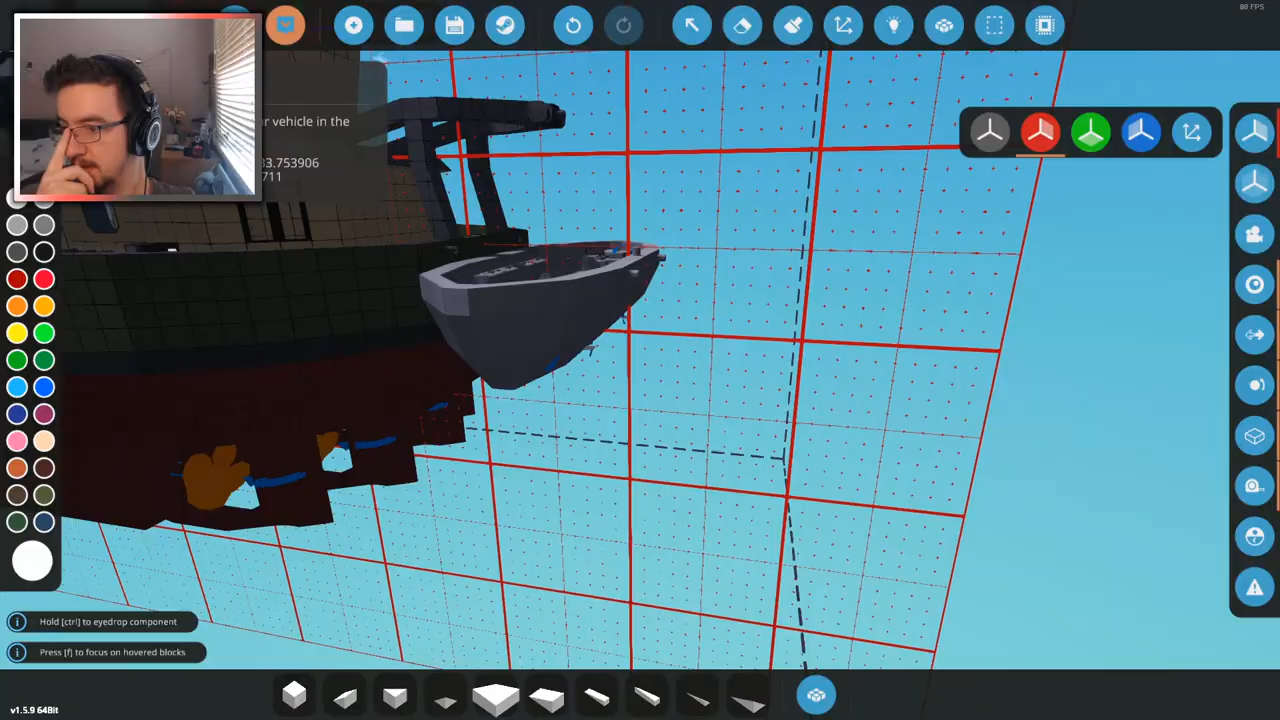 80 FPS
r vehicle in the
33.753906
711
Hold [ctrl] to eyedrop component
Press [f] to focus on hovered blocks
v1.5.9 64Bit